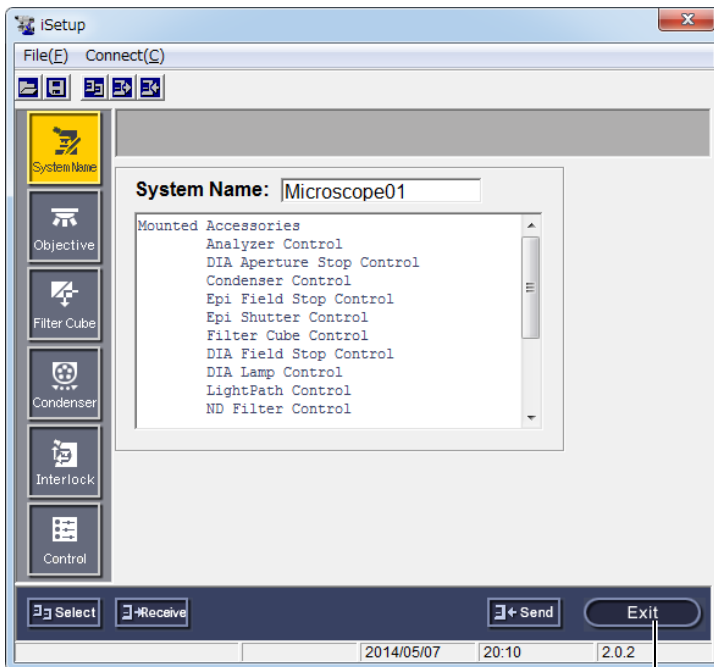 iSetup
File(F) Connect(C)
System Name
System Name: Microscope01
Mounted Accessories
Analyzer Control
DIA Aperture Stop Control
Condenser Control
Epi Field Stop Control
Epi Shutter Control
Filter Cube Control
DIA Field Stop Control
DIA Lamp Control
LightPath Control
ND Filter Control
Objective
Filter Cube
Condenser
Interlock
Control
Select Receive Send Exit
2014/05/07 20:10 2.0.2